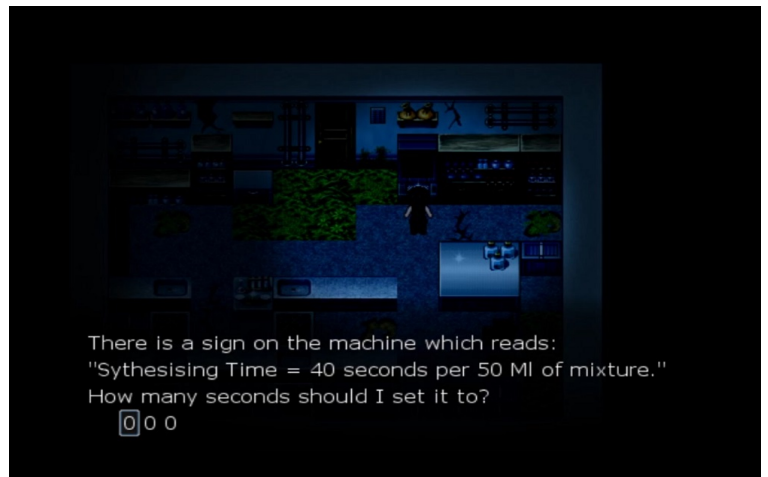 There is a sign on the machine which reads:
"Sythesising Time = 40 seconds per 50 Ml of mixture."
How many seconds should I set it to?
0 0 0